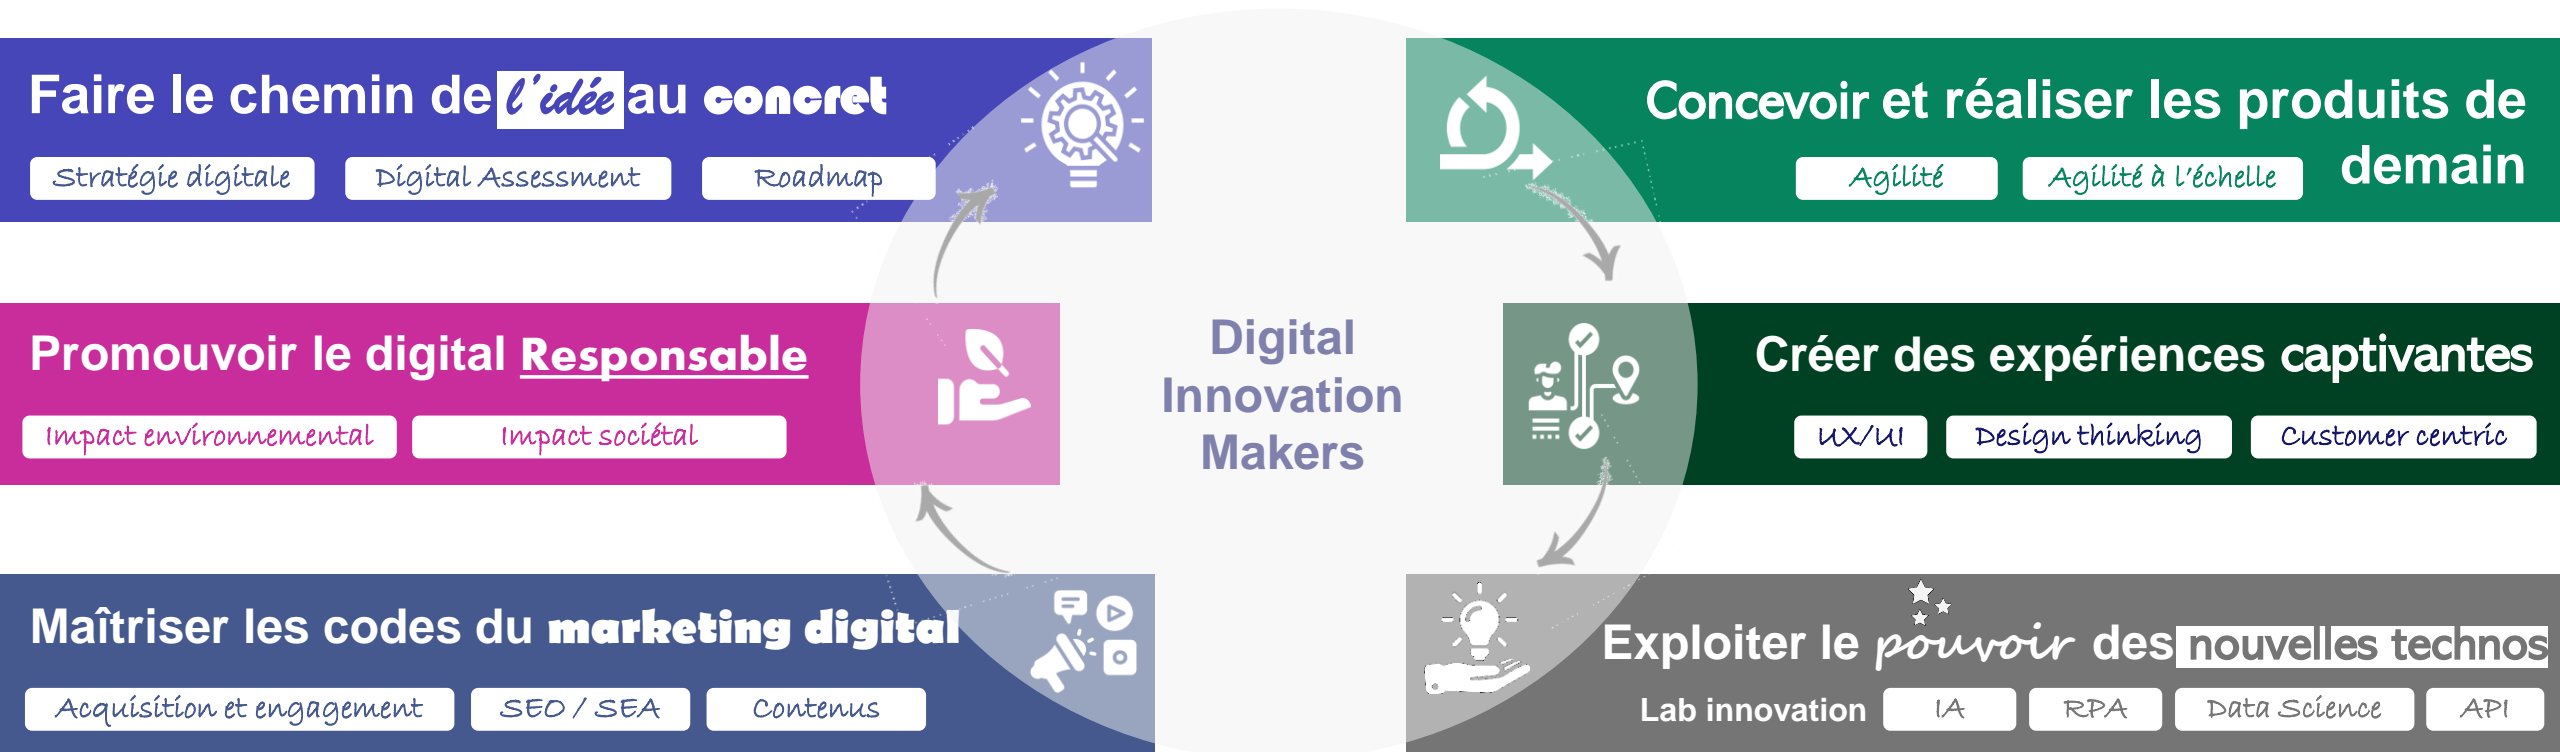 Faire le chemin de l'idée au concret
Stratégie digitale
Digital Assessment
Roadmap
Concevoir et réaliser les produits de
demain
Agilité
Agilité à l'échelle
Promouvoir le digital Responsable
Impact environnemental
Impact sociétal
Digital
Innovation
Makers
Créer des expériences captivantes
UX/UI
Design thinking
Customer centric
Maîtriser les codes du marketing digital
Acquisition et engagement
SEO / SEA
Contenus
Exploiter le pouvoir des nouvelles technos
Lab innovation
IA
RPA
Data Science
API